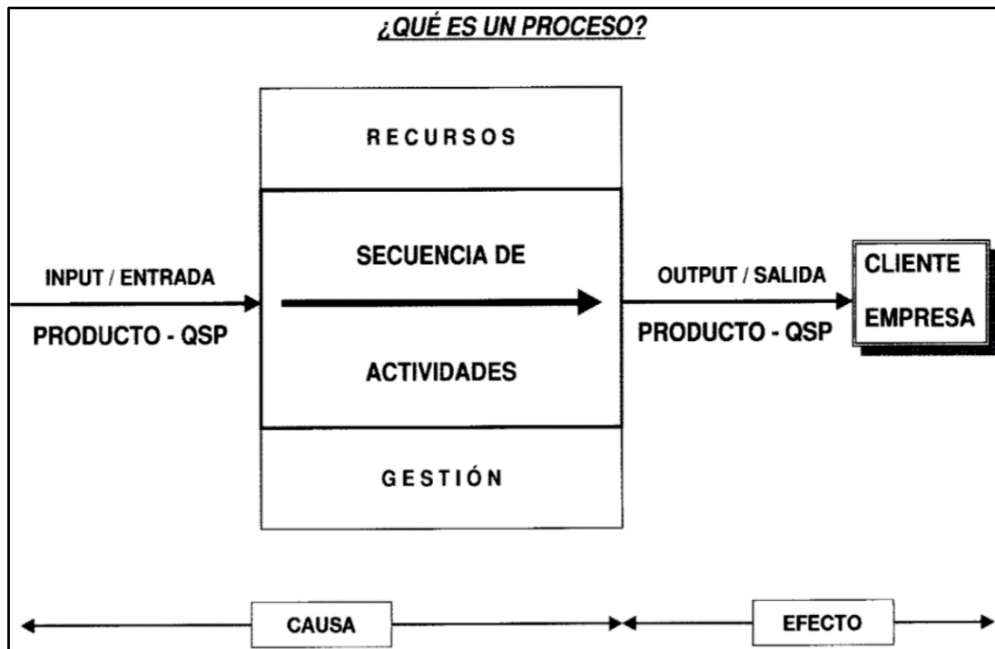 ¿QUÉ ES UN PROCESO?
RECURSOS
INPUT / ENTRADA
PRODUCTO - QSP
SECUENCIA DE
ACTIVIDADES
OUTPUT / SALIDA
PRODUCTO - QSP
CLIENTE
EMPRESA
GESTIÓN
CAUSA
EFECTO